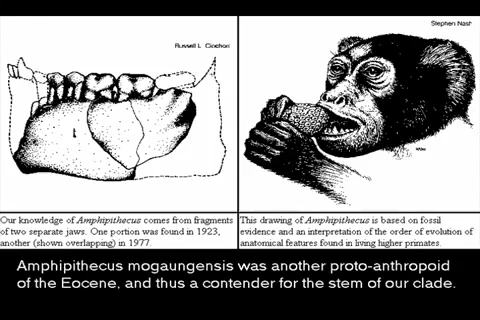 Russell L. Ciochon
Stephen Nash
Our knowledge of Amphipithecus comes from fragments
of two separate jaws. One portion was found in 1923,
another (shown overlapping) in 1977.
This drawing of Amphipithecus is based on fossil
evidence and an interpretation of the order of evolution of
anatomical features found in living higher primates.
Amphipithecus mogaungensis was another proto-anthropoid
of the Eocene, and thus a contender for the stem of our clade.